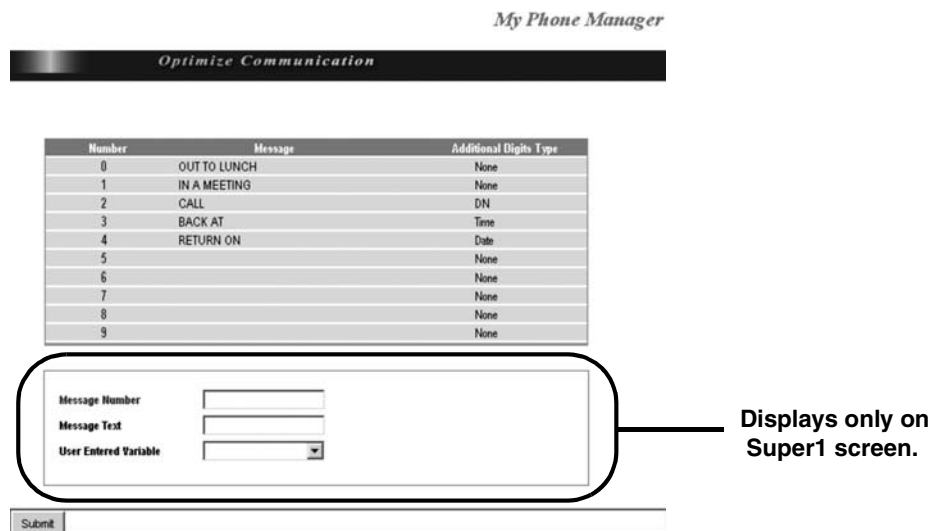 My Phone Manager
Optimize Communication
Number Message Additional Digits Type
0 OUT TO LUNCH None
1 IN A MEETING None
2 CALL DN
3 BACK AT Time
4 RETURN ON Date
5 None
6 None
7 None
8 None
9 None
Message Number
Message Text
User Entered Variable
Displays only on
Super1 screen.
Submit